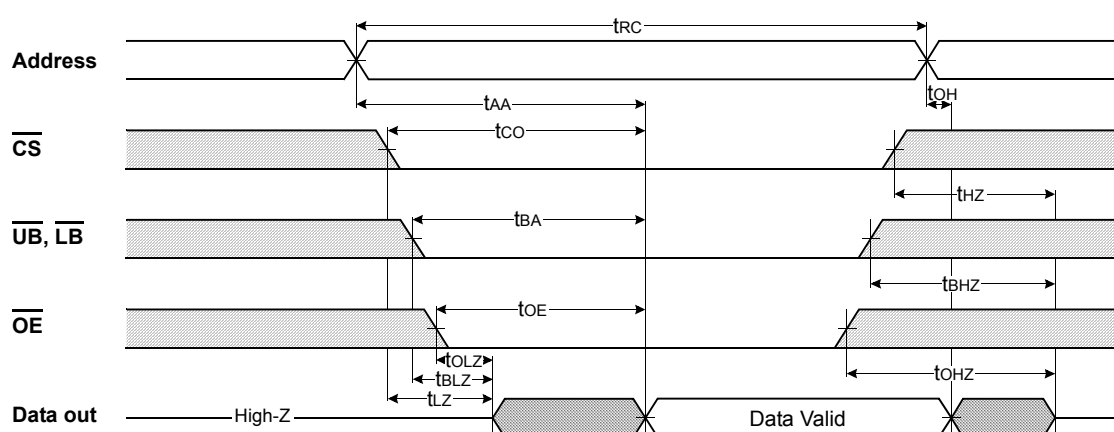 tRC
Address
tAA
tOH
tCO
CS
tHZ
UB, LB
tBA
tBHZ
OE
tOE
tOLZ
tBLZ
tOHZ
tLZ
Data out
High-Z
Data Valid